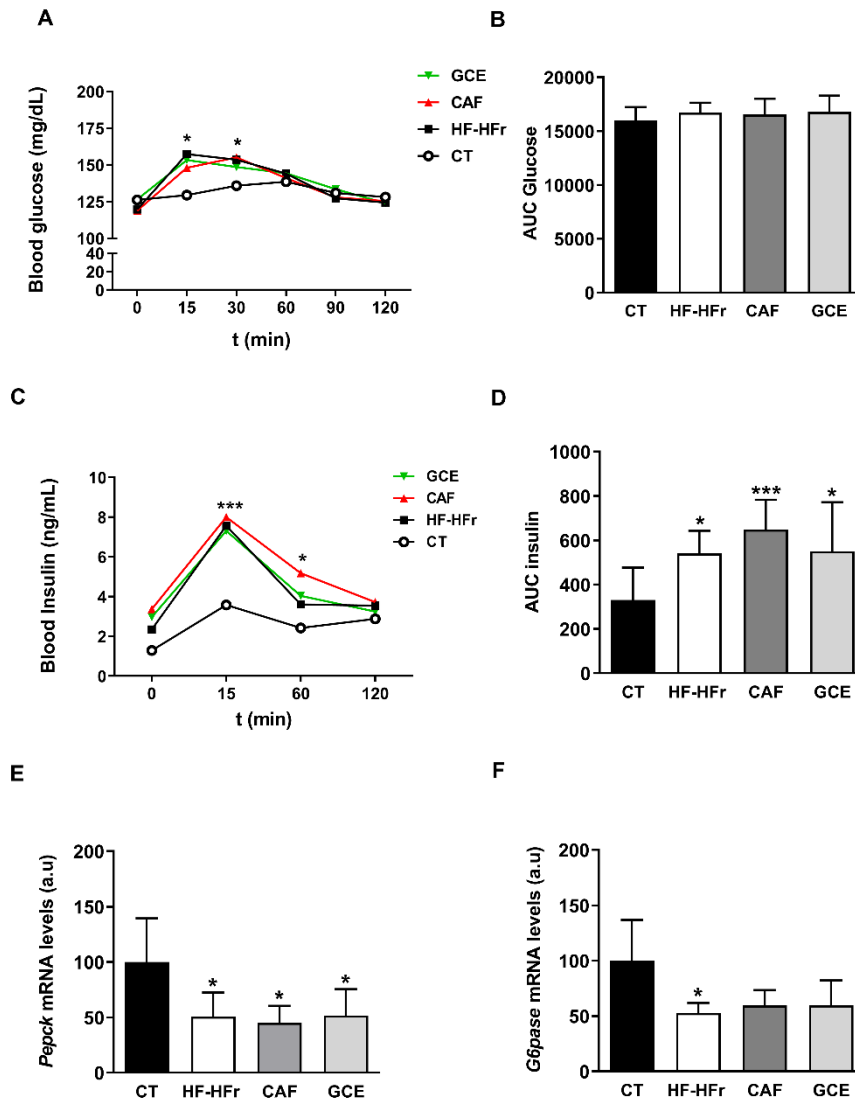 A
Blood glucose (mg/dL)
200
175
150
125
100
40
20
0
* *
0 15 30 60 90 120
t (min)
GCE
CAF
HF-HFr
CT
B
AUC Glucose
20000
15000
10000
5000
0
CT HF-HFr CAF GCE
C
Blood Insulin (ng/mL)
10
8
6
4
2
0
***
*
0 15 60 120
t (min)
GCE
CAF
HF-HFr
CT
D
AUC insulin
1000
800
600
400
200
0
* *** *
CT HF-HFr CAF GCE
E
Pepck mRNA levels (a.u)
200
150
100
50
0
* * *
CT HF-HFr CAF GCE
F
G6pase mRNA levels (a.u)
200
150
100
50
0
*
CT HF-HFr CAF GCE